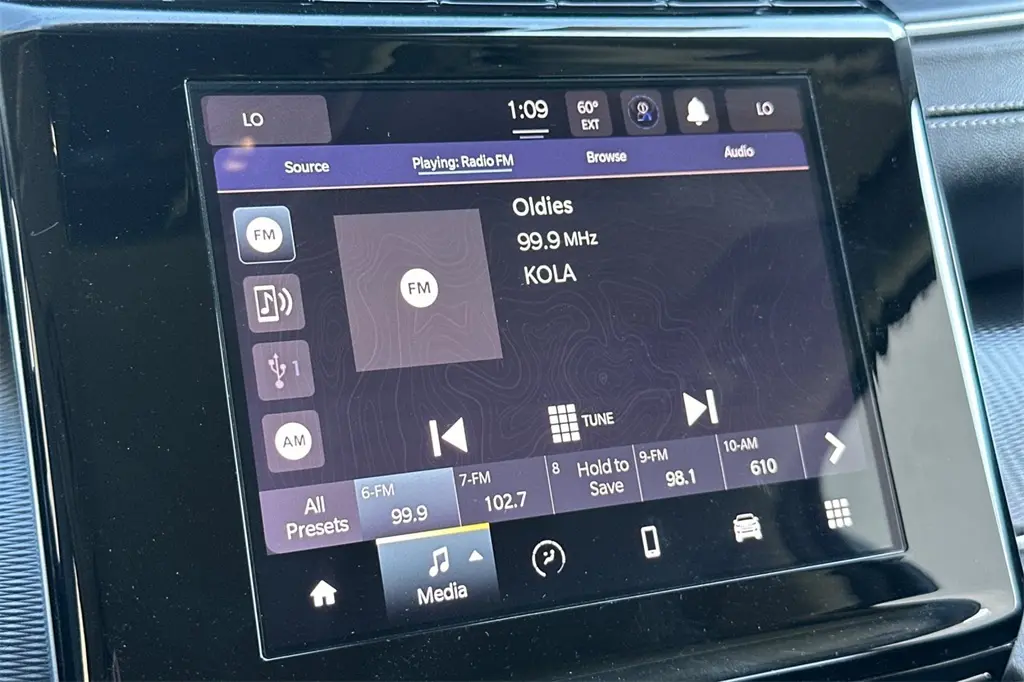 LO
1:09
60°
EXT
LO
Source
Playing: Radio FM
Browse
Audio
FM
Oldies
99.9 MHz
KOLA
FM
1
AM
TUNE
All
Presets
6-FM
99.9
7-FM
102.7
8
Hold to
Save
9-FM
98.1
10-AM
610
Media